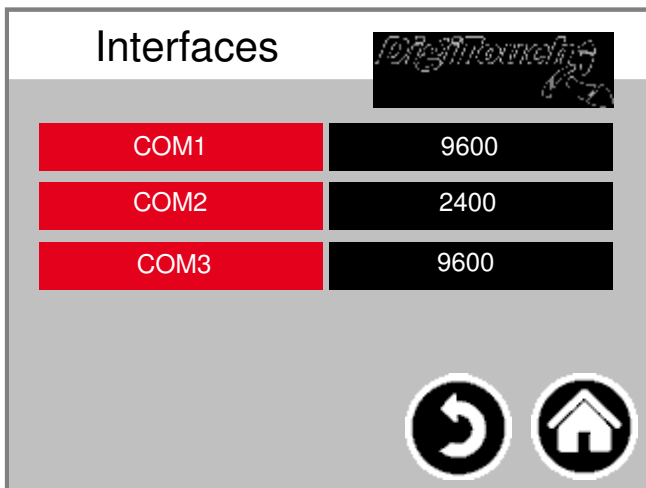 Interfaces
DigiTouch
COM1 9600
COM2 2400
COM3 9600